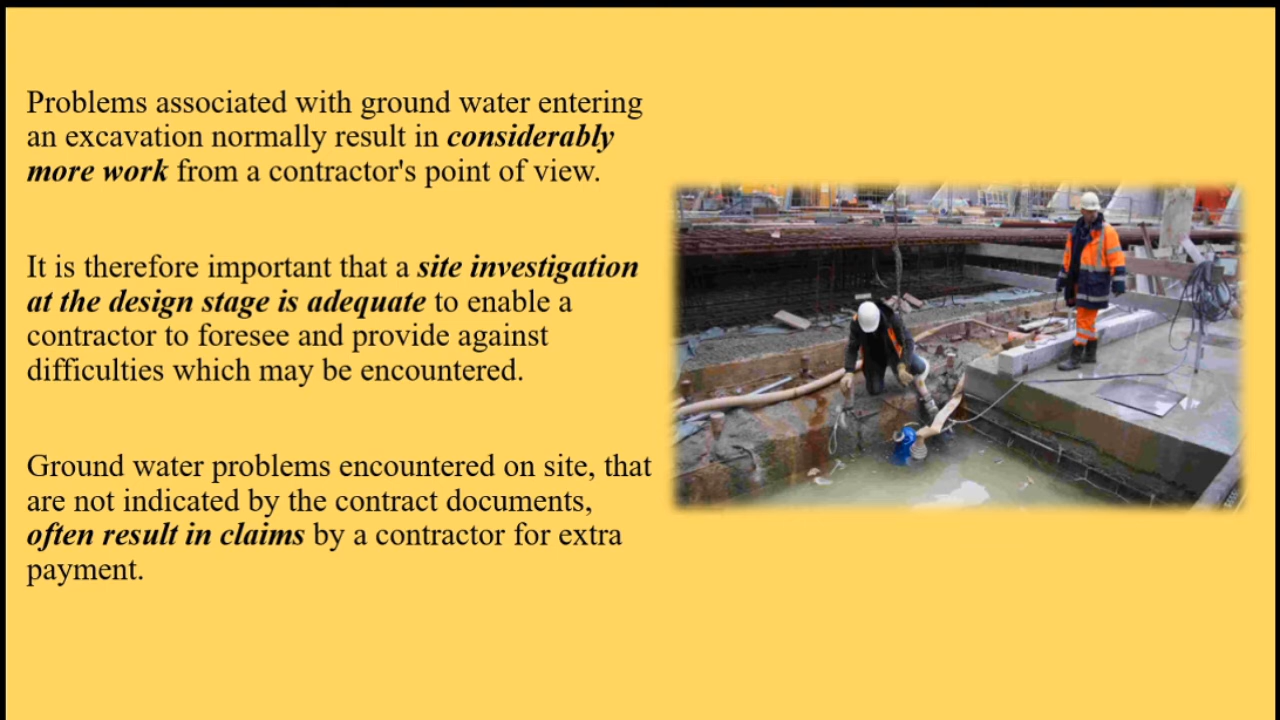 Problems associated with ground water entering
an excavation normally result in considerably
more work from a contractor's point of view.
It is therefore important that a site investigation
at the design stage is adequate to enable a
contractor to foresee and provide against
difficulties which may be encountered.
Ground water problems encountered on site, that
are not indicated by the contract documents,
often result in claims by a contractor for extra
payment.